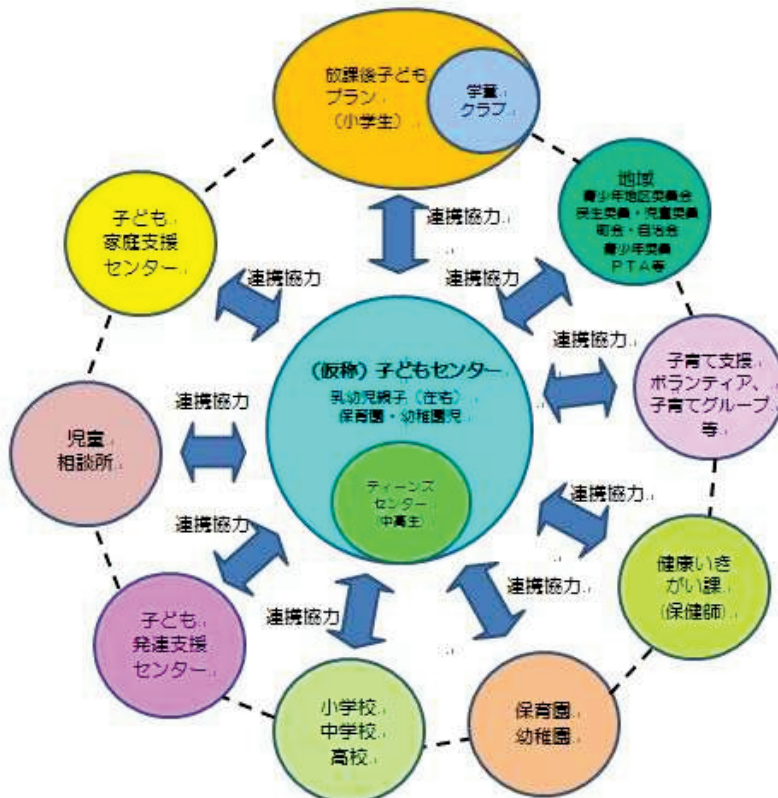 放課後子ども
プラン
（小学生）
学童
クラブ
地域
青少年地区委員会
民生委員・児童委員
町会・自治会
青少年委員
ＰＴＡ等
子ども
家庭支援
センター
連携協力
連携協力
連携協力
連携協力
（仮称）子どもセンター
乳幼児親子（在宅）
保育園・幼稚園児
ティーンズ
センター
（中高生）
子育て支援
ボランティア、
子育てグループ
等
児童
相談所
連携協力
連携協力
連携協力
連携協力
連携協力
健康いき
がい課
（保健師）
子ども
発達支援
センター
小学校
中学校
高校
保育園
幼稚園